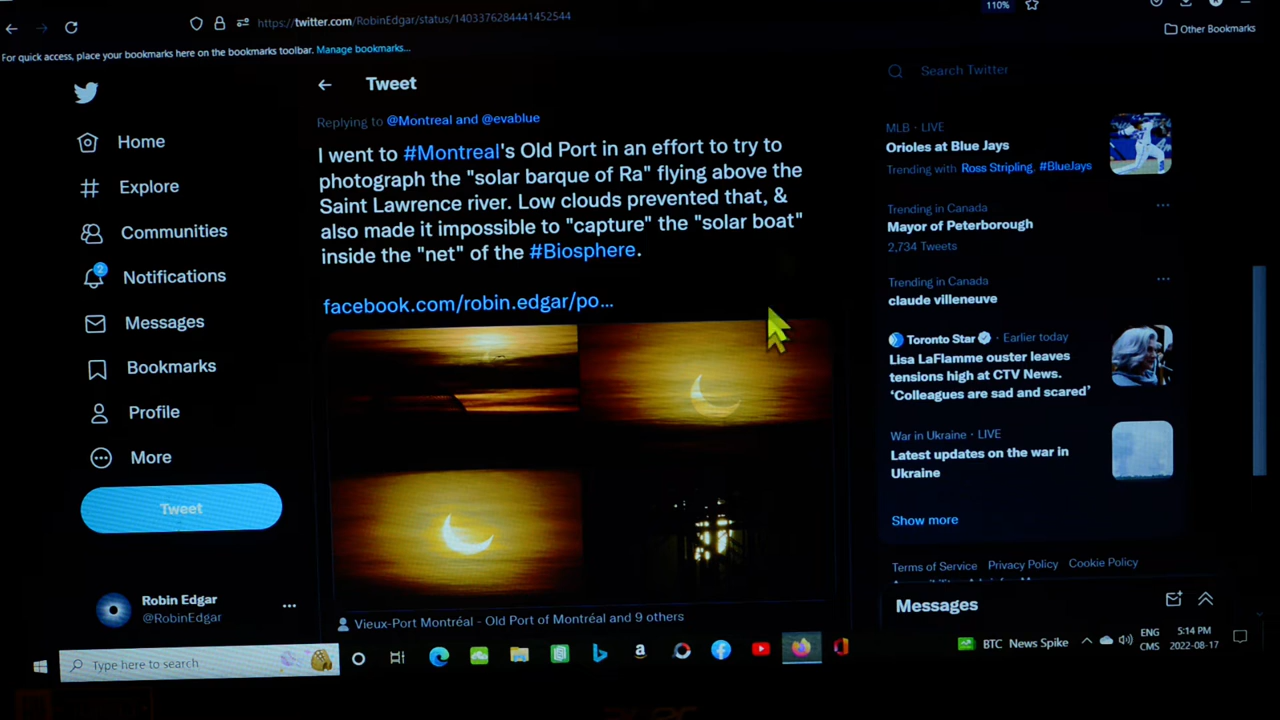 110%
https://twitter.com/RobinEdgar/status/1403376284441452544
For quick access, place your bookmarks here on the bookmarks toolbar. Manage bookmarks...
Other Bookmarks
Tweet
Search Twitter
Home
Explore
Communities
Notifications
2
Messages
Bookmarks
Profile
More
Tweet
Robin Edgar
@RobinEdgar
Replying to @Montreal and @evablue
I went to #Montreal's Old Port in an effort to try to
photograph the "solar barque of Ra" flying above the
Saint Lawrence river. Low clouds prevented that, &
also made it impossible to "capture" the "solar boat"
inside the "net" of the #Biosphere.
facebook.com/robin.edgar/po...
Vieux-Port Montréal - Old Port of Montréal and 9 others
MLB · LIVE
Orioles at Blue Jays
Trending with Ross Stripling, #BlueJays
Trending in Canada
Mayor of Peterborough
2,734 Tweets
Trending in Canada
claude villeneuve
Toronto Star · Earlier today
Lisa LaFlamme ouster leaves
tensions high at CTV News.
‘Colleagues are sad and scared’
War in Ukraine · LIVE
Latest updates on the war in
Ukraine
Show more
Terms of Service Privacy Policy Cookie Policy
Messages
Type here to search
BTC News Spike
ENG
CMS
5:14 PM
2022-08-17